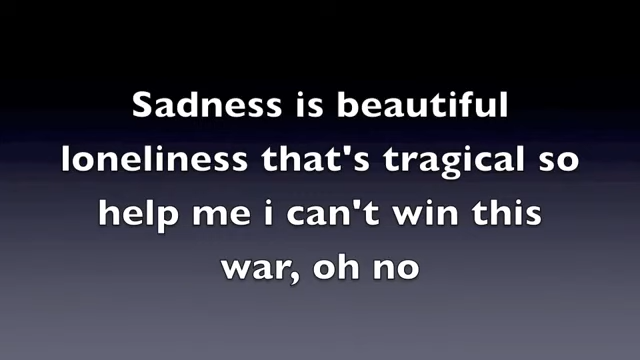 Sadness is beautiful
loneliness that's tragical so
help me i can't win this
war, oh no